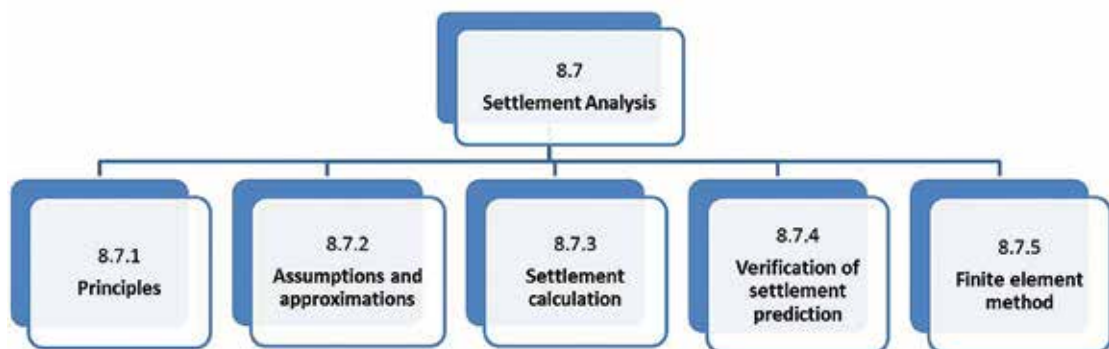 8.7
Settlement Analysis
8.7.1
Principles
8.7.2
Assumptions and
approximations
8.7.3
Settlement
calculation
8.7.4
Verification of
settlement
prediction
8.7.5
Finite element
method